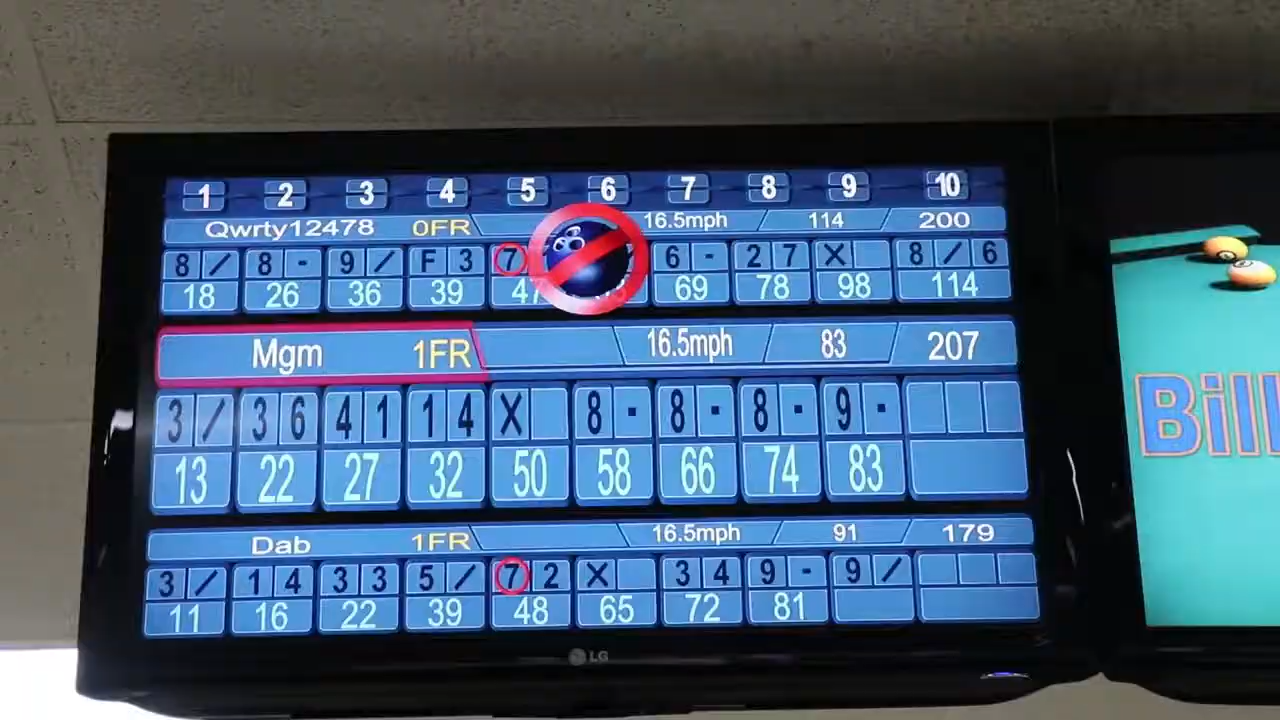 1 2 3 4 5 6 7 8 9 10
Qwrty12478 0FR 16.5mph 114 200
8 / 8 - 9 / F 3 7 6 - 2 7 X 8 / 6
18 26 36 39 47 69 78 98 114
Mgm 1FR 16.5mph 83 207
3 / 3 6 4 1 1 4 X 8 - 8 - 8 - 9 -
13 22 27 32 50 58 66 74 83
Dab 1FR 16.5mph 91 179
3 / 1 4 3 3 5 / 7 2 X 3 4 9 - 9 /
11 16 22 39 48 65 72 81
LG
Bill